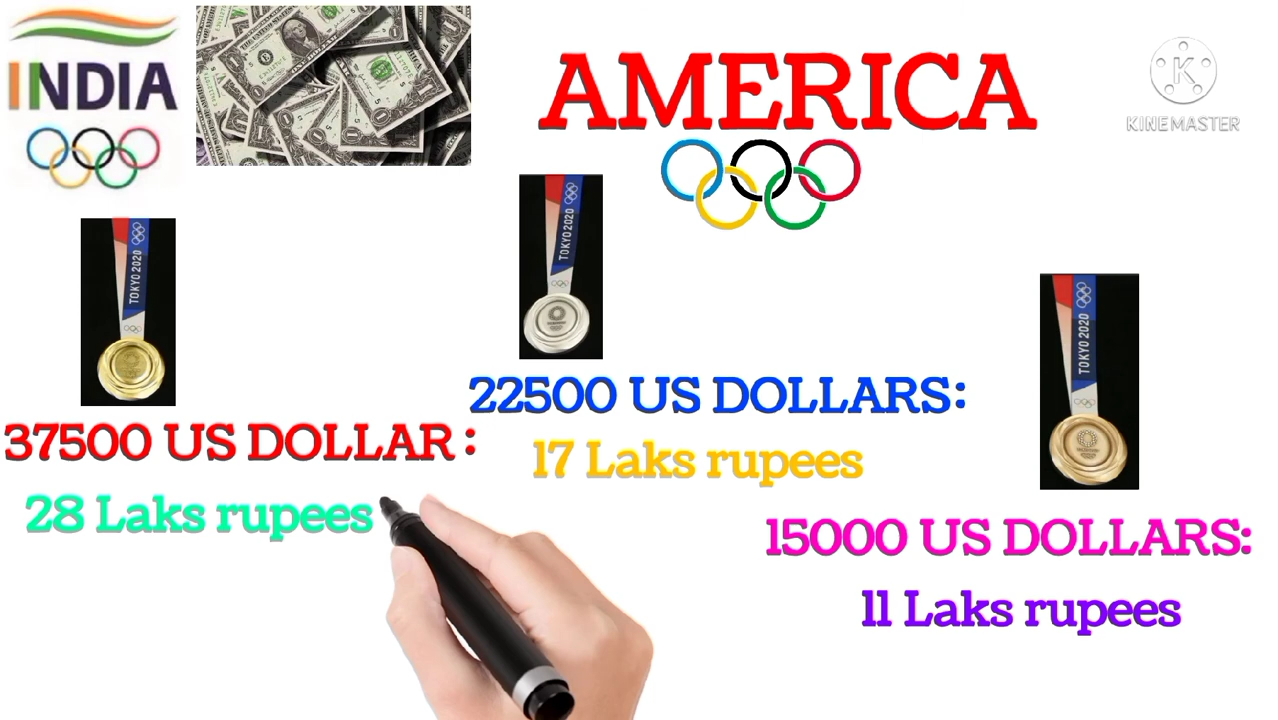 INDIA
AMERICA
K
KINEMASTER
TOKYO 2020
TOKYO 2020
TOKYO 2020
37500 US DOLLAR :
28 Laks rupees
22500 US DOLLARS:
17 Laks rupees
15000 US DOLLARS:
11 Laks rupees